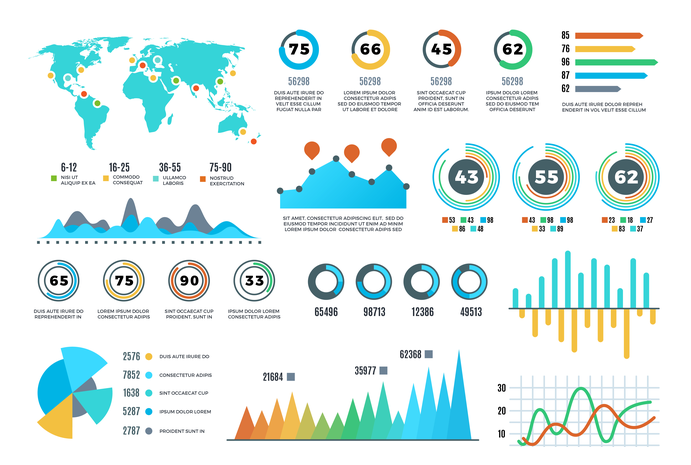 75
66
45
62
56298
56298
56298
56298
DUIS AUTE IRURE DOLOR
REPREHENDERIT IN
VELIT ESSE CILLUM
FUGIAT NULLA PAR
LOREM IPSUM DOLOR
CONSECTETUR ADIPIS
SED DO EIUSMOD TEMPOR
UT LABORE ET DOLORE
SINT OCCAECAT CUP
PROIDENT, SUNT IN
OFFICIA DESERUNT
ANIM ID EST LABORUM
IPSUM DOLOR LOREM
CONSECTETUR ADIPIS
SED DO EIUSMOD TEM
OFFICIA DESERUNT
85
76
96
87
62
DUIS AUTE IRURE DOLOR REPREH
ENDERIT IN VOL VELIT ESSE CILLUM
6-12
NISI UT
ALIQUIP EX EA
16-25
COMMODO
CONSEQUAT
36-55
ULLAMCO
LABORIS
75-90
NOSTRUD
EXERCITATION
SIT AMET, CONSECTETUR ADIPISCING ELIT, SED DO
EIUSMOD TEMPOR INCIDIDUNT ENIM AD MINIM
LOREM IPSUM DOLOR CONSECTETUR ADIPIS SED
43
53 43 98
86 48
55
43 98 98
33 89
62
23 18 27
83 37
65
DUIS AUTE IRURE DO
REPREHENDERIT IN
75
LOREM IPSUM DOLOR
CONSECTETUR ADIPIS
90
SINT OCCAECAT CUP
PROIDENT, SUNT IN
33
IPSUM DOLOR LOREM
CONSECTETUR ADIPIS
65496
98713
12386
49513
2576 DUIS AUTE IRURE DO
7852 CONSECTETUR ADIPIS
1638 SINT OCCAECAT CUP
5287 IPSUM DOLOR LOREM
2787 PROIDENT SUNT IN
21684
35977
62368
30
20
10